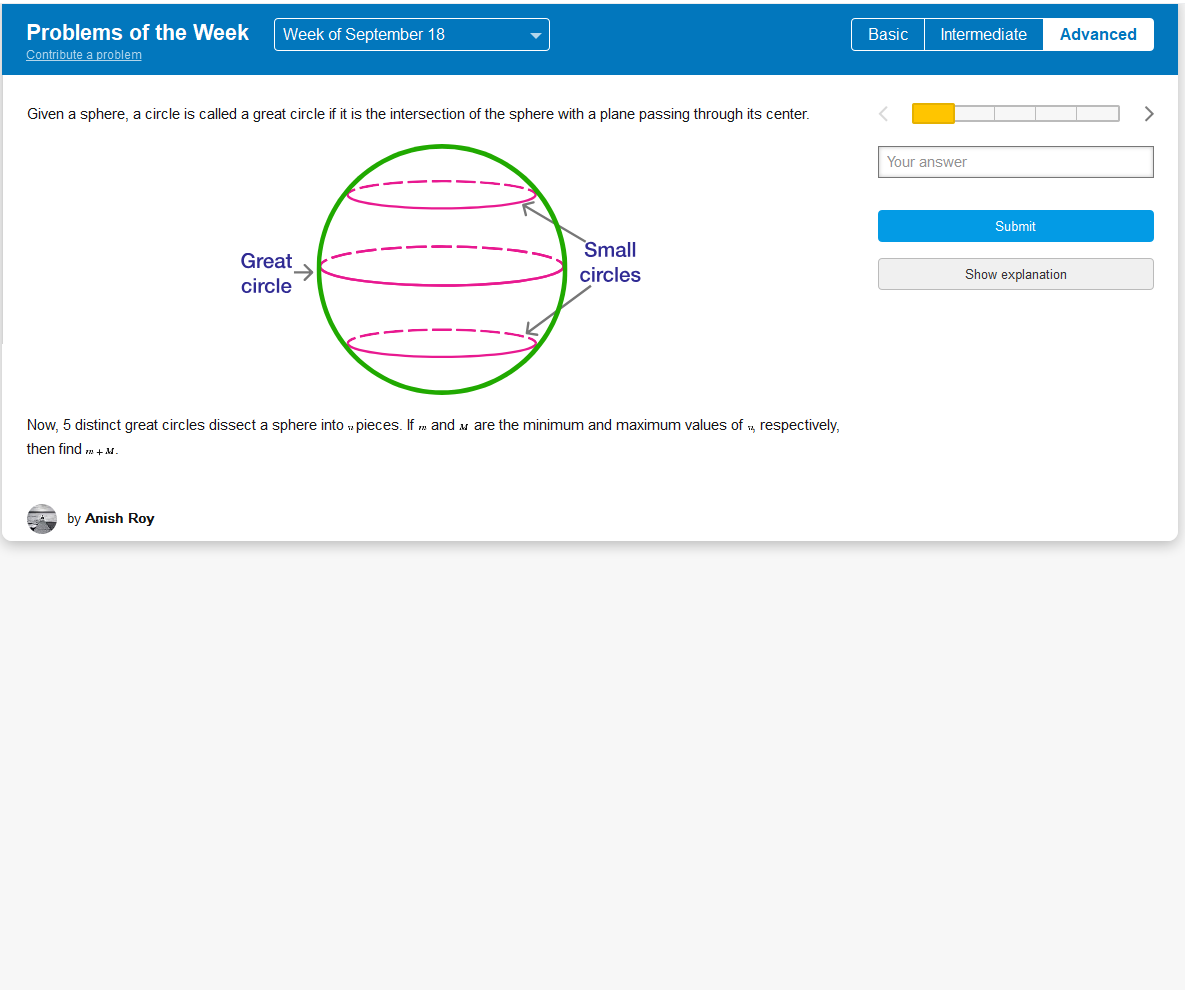 Problems of the Week
Week of September 18
Basic
Intermediate
Advanced
Contribute a problem
Given a sphere, a circle is called a great circle if it is the intersection of the sphere with a plane passing through its center.
Your answer
Submit
Show explanation
Great
circle
Small
circles
Now, 5 distinct great circles dissect a sphere into n pieces. If m and M are the minimum and maximum values of n, respectively,
then find m + M.
by Anish Roy